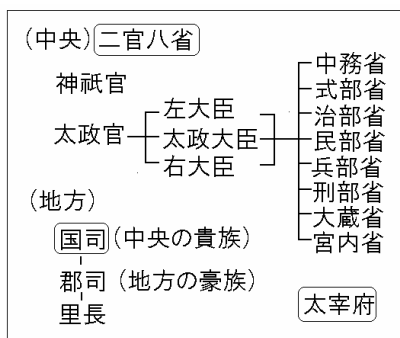 (中央)二官八省
神祇官
太政官
左大臣
太政大臣
右大臣
中務省
式部省
治部省
民部省
兵部省
刑部省
大蔵省
宮内省
(地方)
国司(中央の貴族)
郡司(地方の豪族)
里長
太宰府